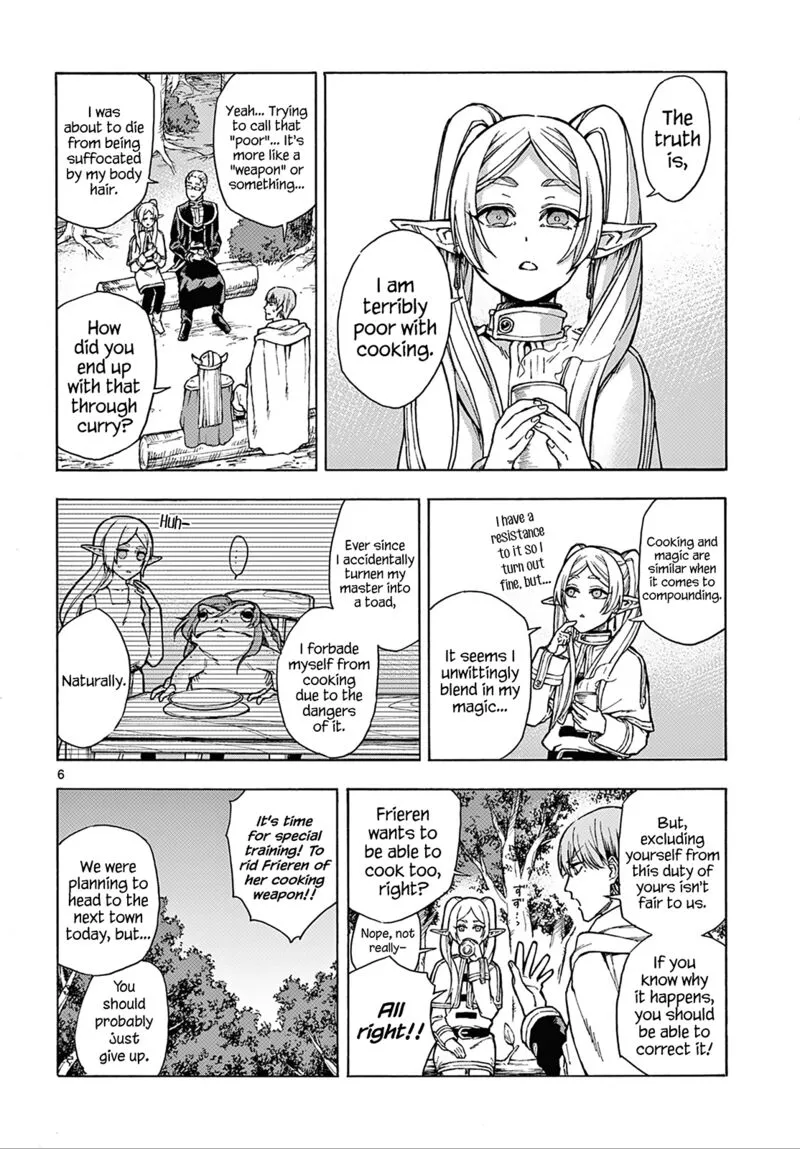 The
truth
is,
I am
terribly
poor with
cooking.
Yeah... Trying
to call that
"poor"... It's
more like a
"weapon" or
something...
I was
about to die
from being
suffocated
by my body
hair.
How
did you
end up
with that
through
curry?
Cooking and
magic are
similar when
it comes to
compounding.
I have a
resistance
to it so I
turn out
fine, but...
It seems I
unwittingly
blend in my
magic...
Ever since
I accidentally
turnen my
master into
a toad,
I forbade
myself from
cooking
due to the
dangers
of it.
Huh-
......
Naturally.
6
But,
excluding
yourself from
this duty of
yours isn't
fair to us.
If you
know why
it happens,
you should
be able to
correct it!
Frieren
wants to
be able to
cook too,
right?
Nope, not
really-
All
right!!
It's time
for special
training! To
rid Frieren of
her cooking
weapon!!
We were
planning to
head to the
next town
today, but...
You
should
probably
just
give up.